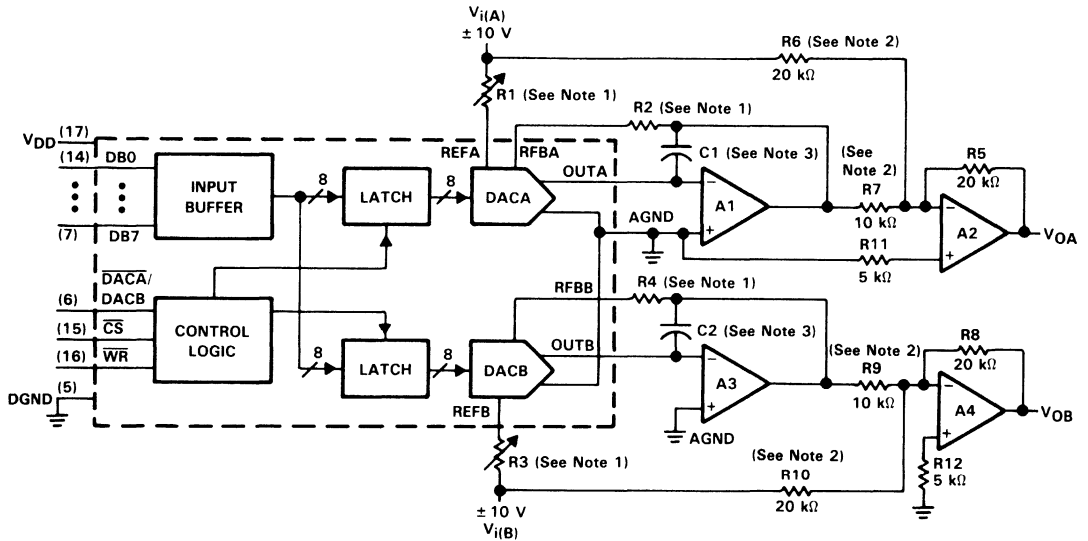 Vi(A)
± 10 V
R6 (See Note 2)
20 kΩ
R1 (See Note 1)
R2 (See Note 1)
VDD (17)
(14) DB0
(7) DB7
INPUT
BUFFER
8
LATCH
8
REFA
RFBA
DACA
OUTA
C1 (See Note 3)
AGND
−
+
A1
(See
Note 2)
R7
10 kΩ
R11
5 kΩ
R5
20 kΩ
−
+
A2
VOA
DACA/
DACB
(6)
(15) CS
(16) WR
(5)
DGND
CONTROL
LOGIC
8
LATCH
8
DACB
RFBB
OUTB
REFB
R4 (See Note 1)
C2 (See Note 3)
−
+
A3
AGND
(See Note 2)
R9
10 kΩ
R8
20 kΩ
−
+
A4
VOB
R12
5 kΩ
R3 (See Note 1)
(See Note 2)
R10
20 kΩ
± 10 V
Vi(B)